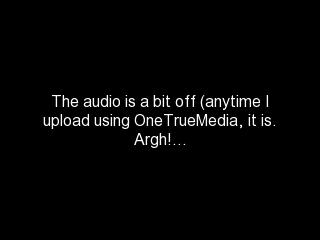 The audio is a bit off (anytime I
upload using OneTrueMedia, it is.
Argh!...